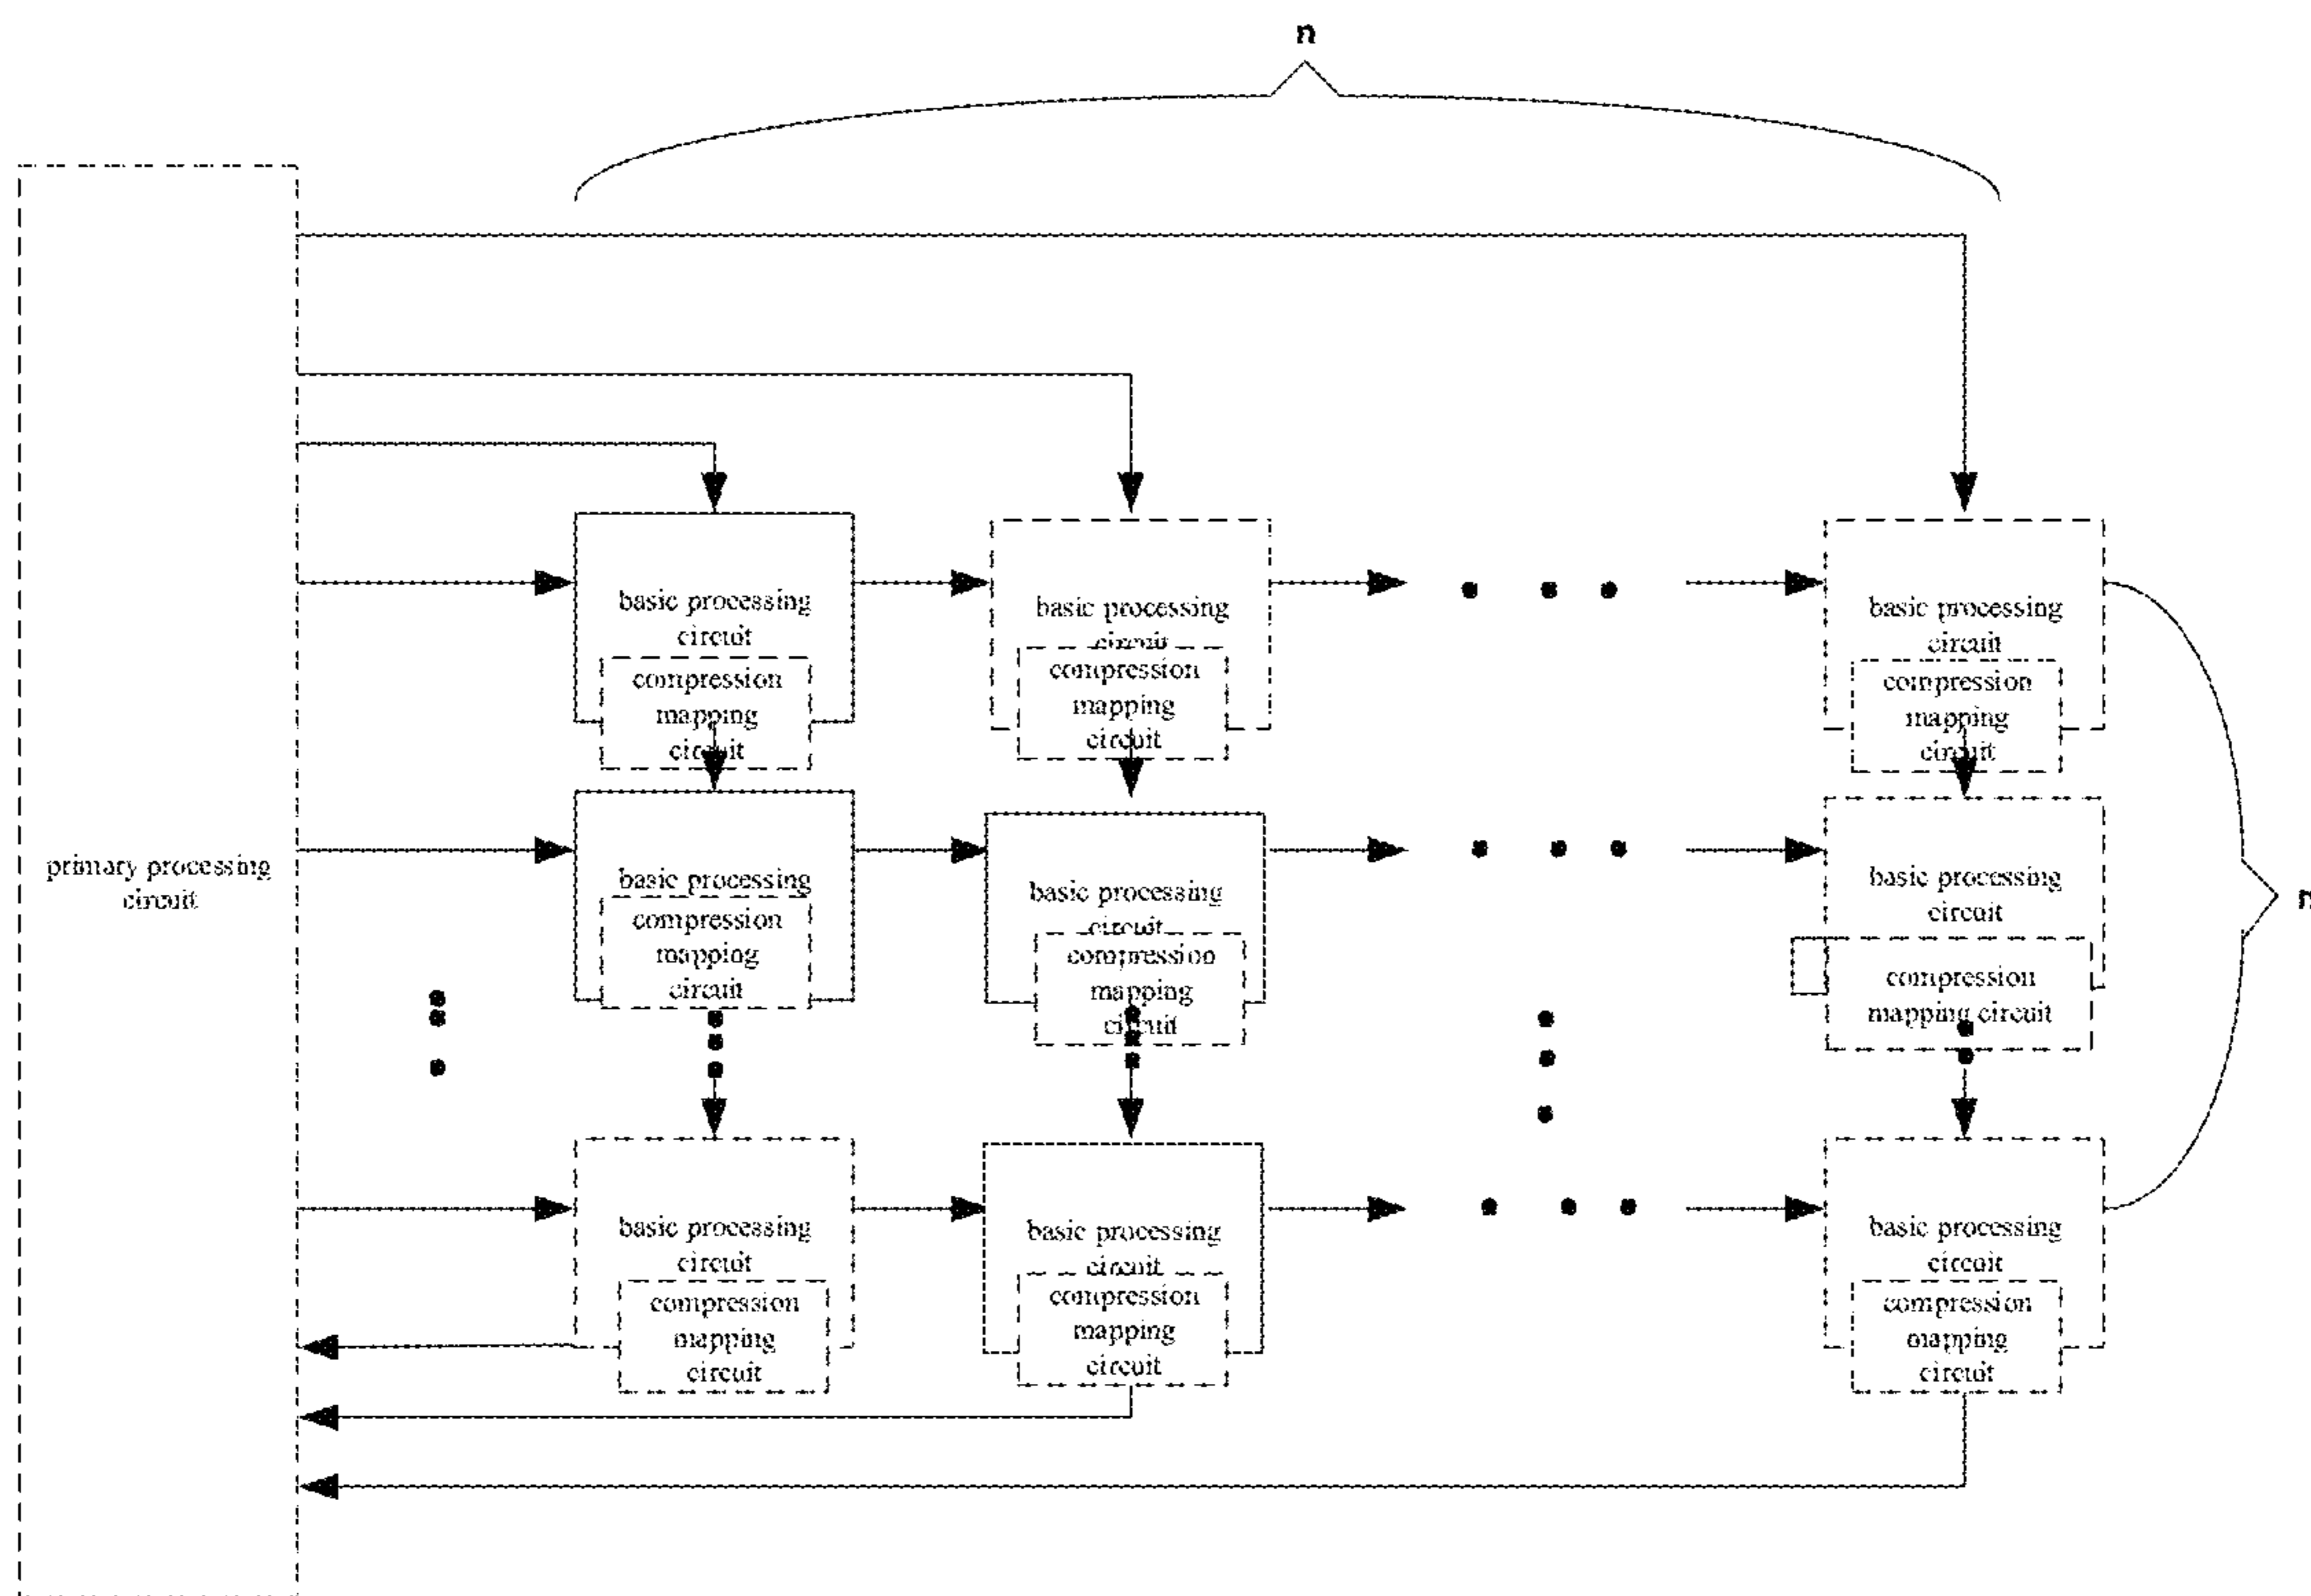 n
basic processing
circuit
compression
mapping
circuit
basic processing
circuit
compression
mapping
circuit
basic processing
circuit
compression
mapping
circuit
primary processing
circuit
basic processing
compression
mapping
circuit
basic processing
circuit
compression
mapping
circuit
basic processing
circuit
compression
mapping circuit
basic processing
circuit
compression
mapping
circuit
basic processing
circuit
compression
mapping
circuit
basic processing
circuit
compression
mapping
circuit